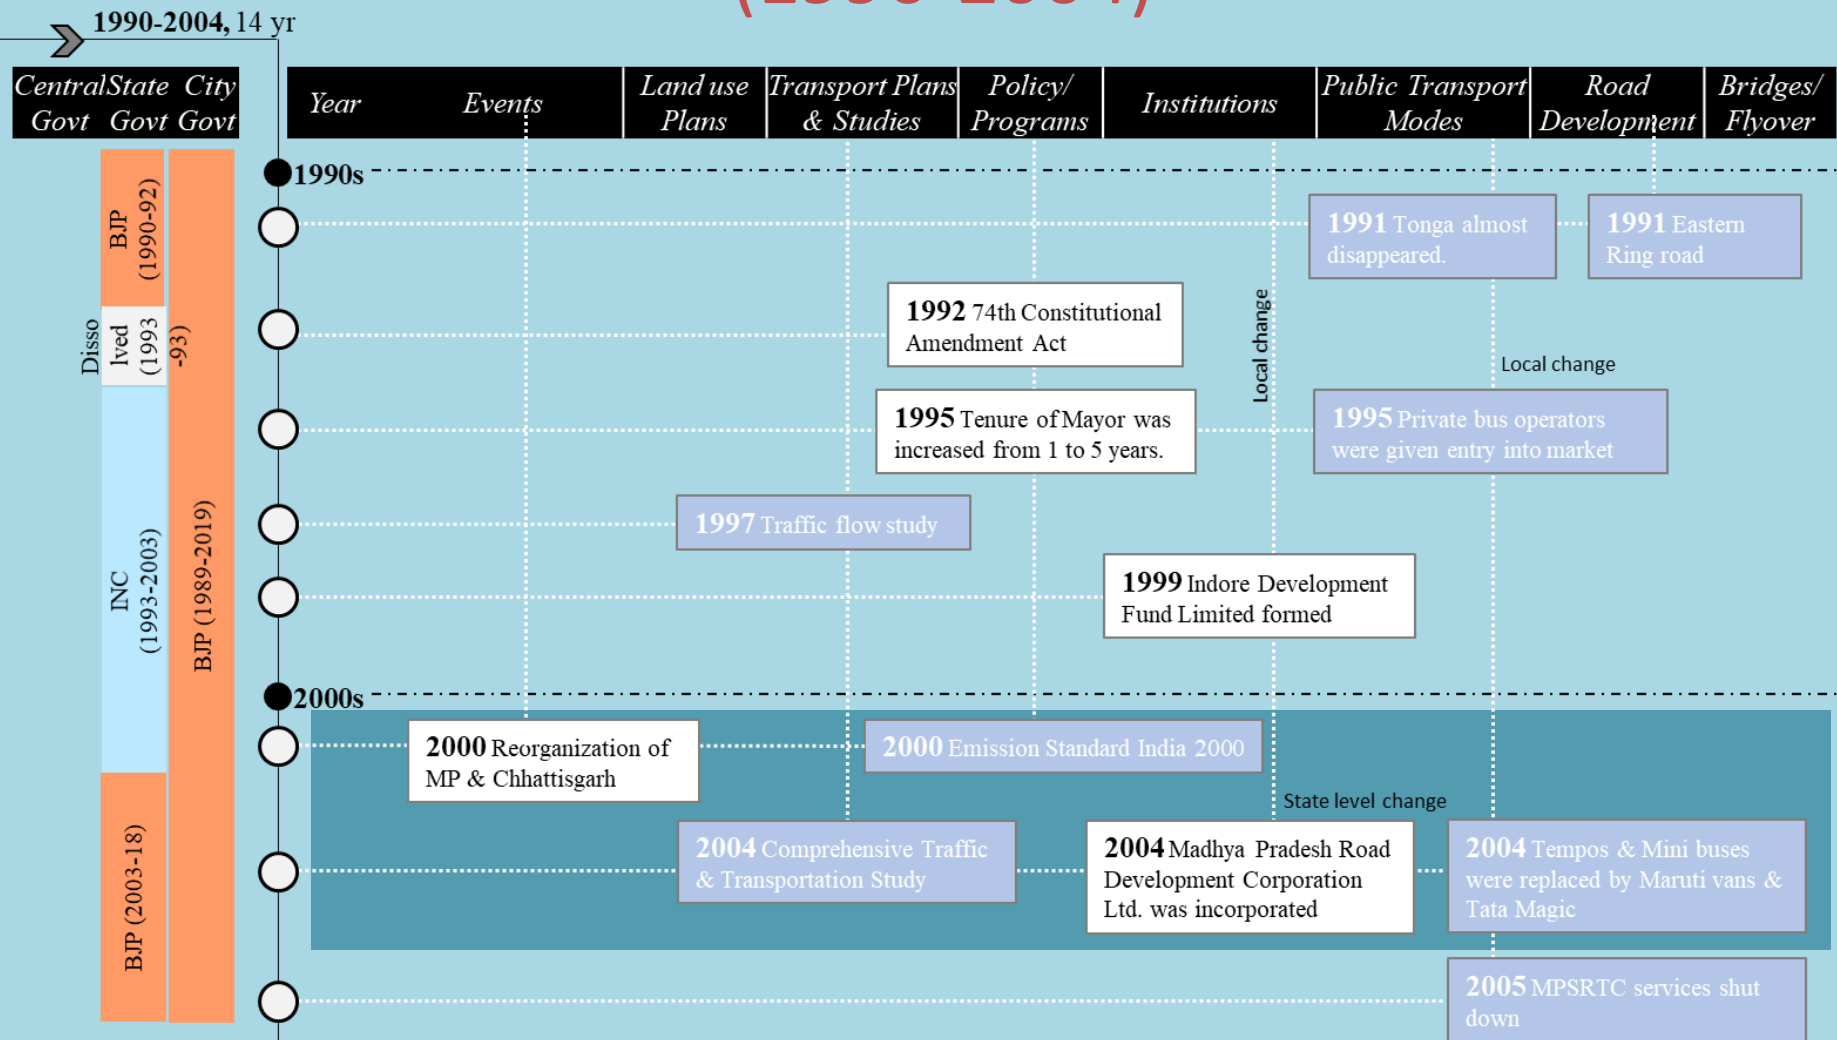 (1990-2004)
1990-2004, 14 yr
Central
Govt
State
Govt
City
Govt
Year
Events
Land use
Plans
Transport Plans
& Studies
Policy/
Programs
Institutions
Public Transport
Modes
Road
Development
Bridges/
Flyover
BJP
(1990-92)
Disso
lved
(1993
-93)
INC
(1993-2003)
BJP (2003-18)
BJP (1989-2019)
1990s
1991 Tonga almost
disappeared.
1991 Eastern
Ring road
1992 74th Constitutional
Amendment Act
Local change
Local change
1995 Tenure of Mayor was
increased from 1 to 5 years.
1995 Private bus operators
were given entry into market
1997 Traffic flow study
1999 Indore Development
Fund Limited formed
2000s
2000 Reorganization of
MP & Chhattisgarh
2000 Emission Standard India 2000
State level change
2004 Comprehensive Traffic
& Transportation Study
2004 Madhya Pradesh Road
Development Corporation
Ltd. was incorporated
2004 Tempos & Mini buses
were replaced by Maruti vans &
Tata Magic
2005 MPSRTC services shut
down